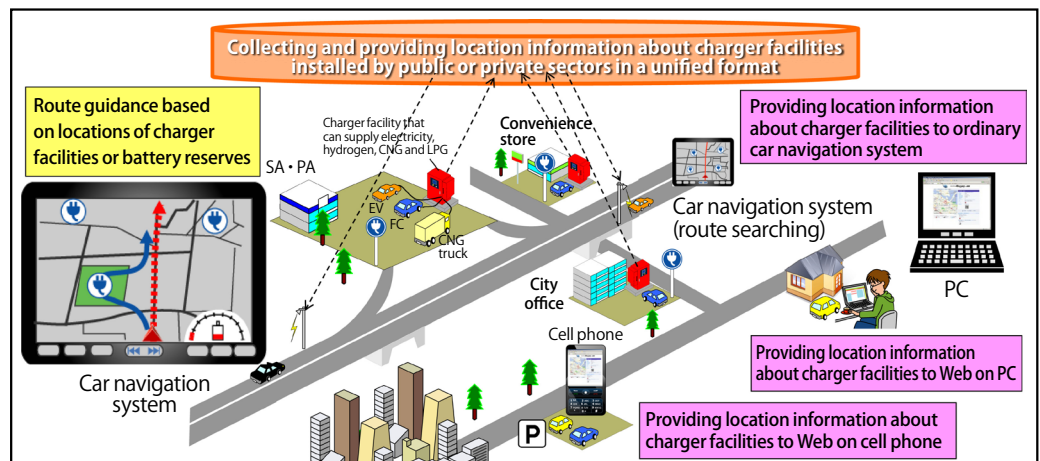 Collecting and providing location information about charger facilities
installed by public or private sectors in a unified format
Route guidance based
on locations of charger
facilities or battery reserves
Charger facility that
can supply electricity,
hydrogen, CNG and LPG
Convenience
store
Providing location information
about charger facilities to ordinary
car navigation system
SA・PA
EV
FC
CNG
truck
Car navigation system
(route searching)
PC
City
office
Cell phone
Car navigation
system
Providing location information
about charger facilities to Web on PC
P
Providing location information about
charger facilities to Web on cell phone